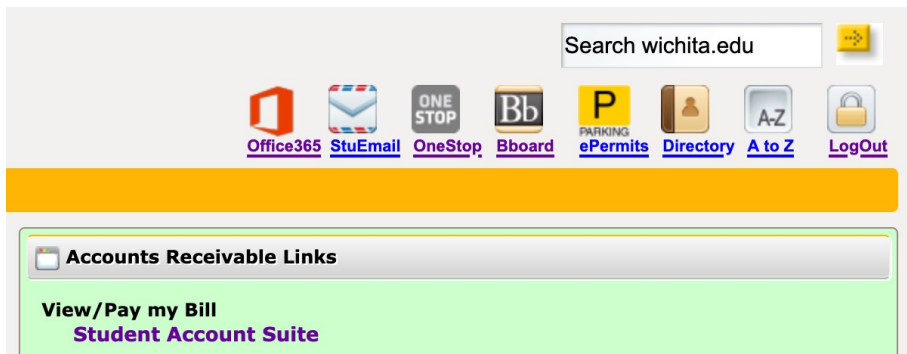 Search wichita.edu
ONE STOP
Bb
P
PARKING
A-Z
Office365 StuEmail OneStop Bboard ePermits Directory A to Z LogOut
Accounts Receivable Links
View/Pay my Bill
Student Account Suite